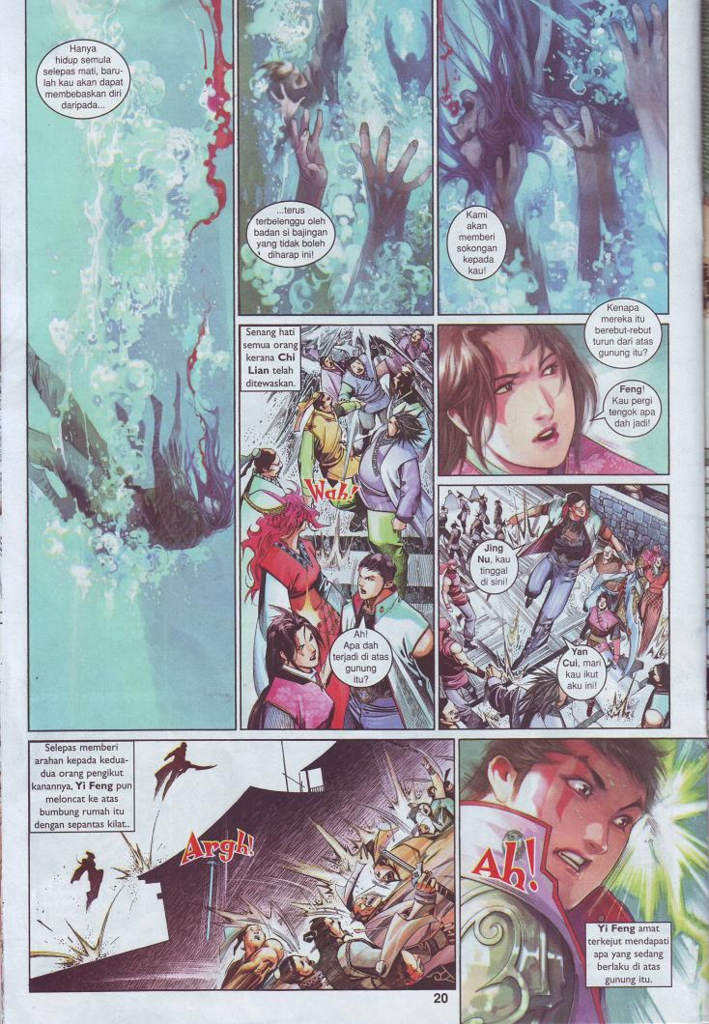 Hanya
hidup semula
selepas mati, baru-
lah kau akan dapat
membebaskan diri
daripada...
...terus
terbelenggu oleh
badan si bajingan
yang tidak boleh
diharap ini!
Kami
akan
memberi
sokongan
kepada
kau!
Senang hati
semua orang
kerana Chi
Lian telah
ditewaskan.
Wah!
Ah!
Apa dah
terjadi di atas
gunung
itu?
Kenapa
mereka itu
berebut-rebut
turun dari atas
gunung itu?
Feng!
Kau pergi
tengok apa
dah jadi!
Jing
Nu, kau
tinggal
di sini!
Yan
Cui, mari
kau ikut
aku ini!
Selepas memberi
arahan kepada kedua-
dua orang pengikut
kanannya, Yi Feng pun
meloncat ke atas
bumbung rumah itu
dengan sepantas kilat..
Argh!
Ah!
Yi Feng amat
terkejut mendapati
apa yang sedang
berlaku di atas
gunung itu.
20